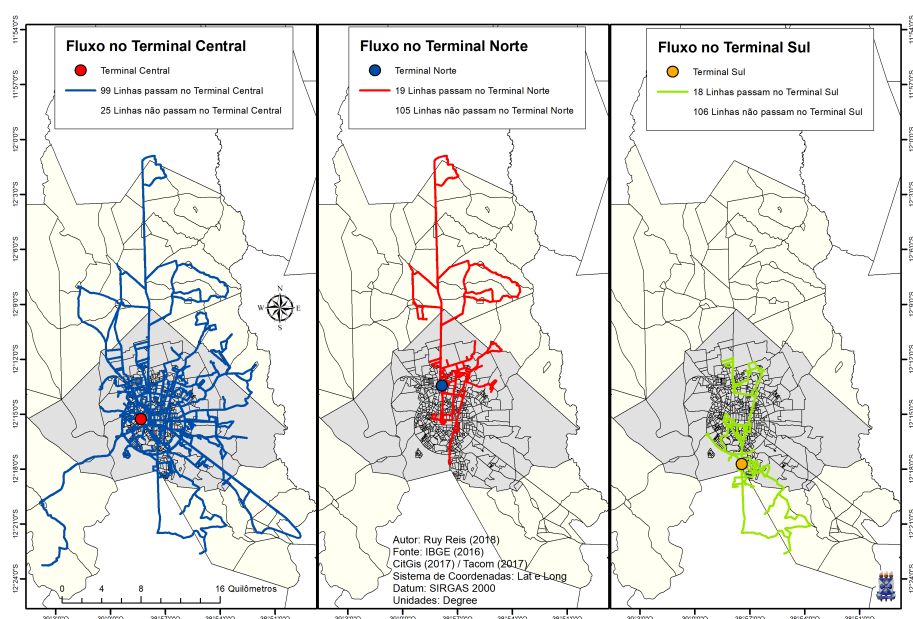 Fluxo no Terminal Central
Terminal Central
99 Linhas passam no Terminal Central
25 Linhas não passam no Terminal Central
Fluxo no Terminal Norte
Terminal Norte
19 Linhas passam no Terminal Norte
105 Linhas não passam no Terminal Norte
Fluxo no Terminal Sul
Terminal Sul
18 Linhas passam no Terminal Sul
106 Linhas não passam no Terminal Sul
N
W E
S
Autor: Ruy Reis (2018)
Fonte: IBGE (2016)
CitGis (2017) / Tacom (2017)
Sistema de Coordenadas: Lat e Long
Datum: SIRGAS 2000
Unidades: Degree
0 8 16 Quilômetros
4